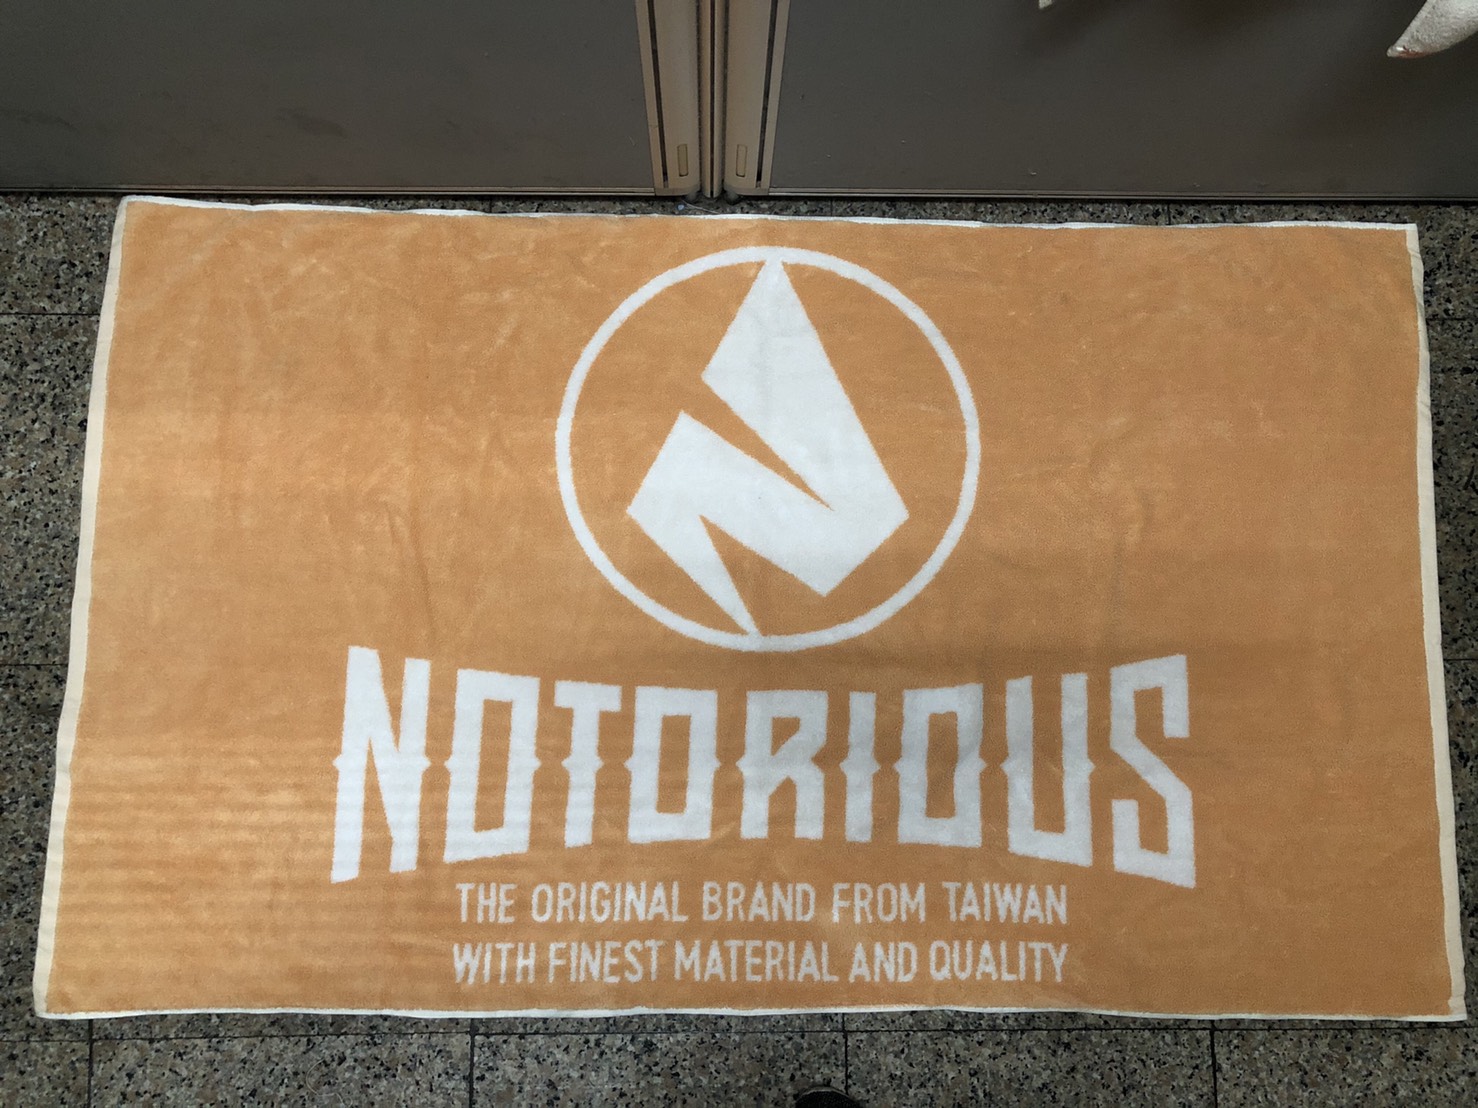 NOTORIOUS
THE ORIGINAL BRAND FROM TAIWAN
WITH FINEST MATERIAL AND QUALITY